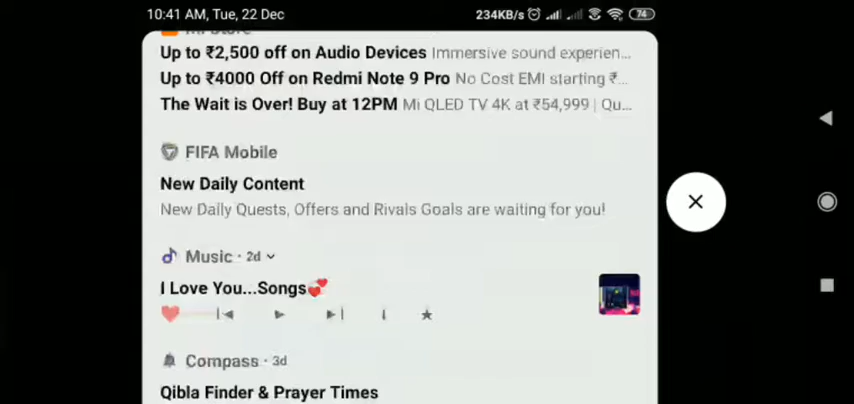 10:41 AM, Tue, 22 Dec 234KB/s 74
Up to ₹2,500 off on Audio Devices Immersive sound experien...
Up to ₹4000 Off on Redmi Note 9 Pro No Cost EMI starting ₹...
The Wait is Over! Buy at 12PM Mi QLED TV 4K at ₹54,999 | Qu...
FIFA Mobile
New Daily Content
New Daily Quests, Offers and Rivals Goals are waiting for you!
Music · 2d
I Love You...Songs💞
Compass · 3d
Qibla Finder & Prayer Times